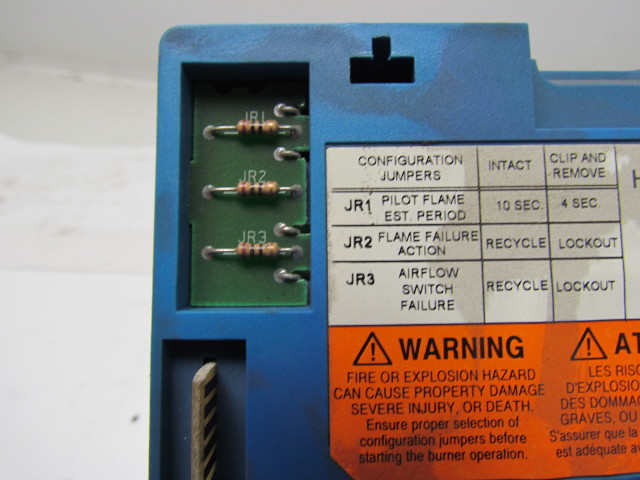 JR1
JR2
JR3
CONFIGURATION JUMPERS INTACT CLIP AND REMOVE
JR1 PILOT FLAME EST. PERIOD 10 SEC. 4 SEC.
JR2 FLAME FAILURE ACTION RECYCLE LOCKOUT
JR3 AIRFLOW SWITCH FAILURE RECYCLE LOCKOUT
WARNING
FIRE OR EXPLOSION HAZARD
CAN CAUSE PROPERTY DAMAGE
SEVERE INJURY, OR DEATH.
Ensure proper selection of
configuration jumpers before
starting the burner operation.
AT
LES RISQ
D'EXPLOSI
DES DOMMAG
GRAVES, OU
S'assurer que la
est adéquate av